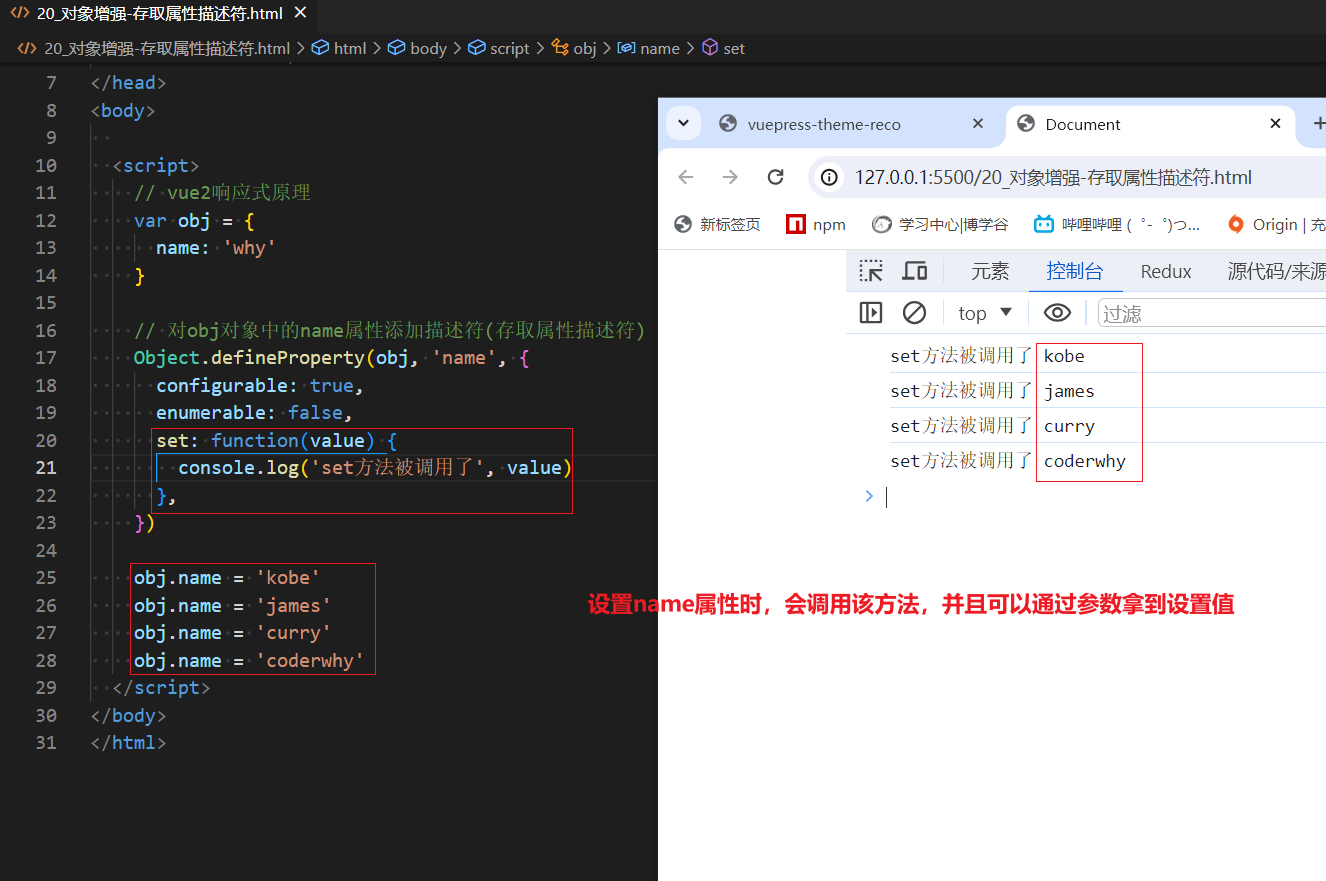 20_对象增强-存取属性描述符.html
20_对象增强-存取属性描述符.html > html > body > script > obj > name > set
7 </head>
8 <body>
9
10 <script>
11 // vue2响应式原理
12 var obj = {
13 name: 'why'
14 }
15
16 // 对obj对象中的name属性添加描述符(存取属性描述符)
17 Object.defineProperty(obj, 'name', {
18 configurable: true,
19 enumerable: false,
20 set: function(value) {
21 console.log('set方法被调用了', value)
22 },
23 })
24
25 obj.name = 'kobe'
26 obj.name = 'james'
27 obj.name = 'curry'
28 obj.name = 'coderwhy'
29 </script>
30 </body>
31 </html>
vuepress-theme-reco
Document
127.0.0.1:5500/20_对象增强-存取属性描述符.html
新标签页 npm 学习中心|博学谷 哔哩哔哩 ( ゜- ゜)つ... Origin | 充
元素 控制台 Redux 源代码/来源
top 过滤
set方法被调用了 kobe
set方法被调用了 james
set方法被调用了 curry
set方法被调用了 coderwhy
设置name属性时，会调用该方法，并且可以通过参数拿到设置值